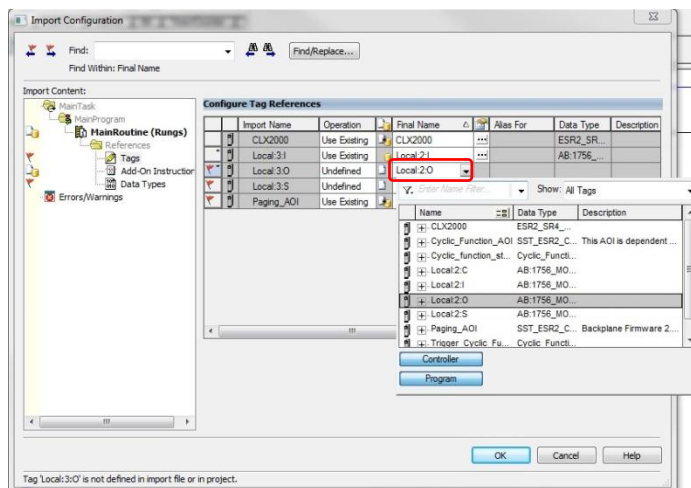 Import Configuration
Find:
Find/Replace...
Find Within: Final Name
Import Content:
MainTask
MainProgram
MainRoutine (Rungs)
References
Tags
Add-On Instruction
Data Types
Errors/Warnings
Configure Tag References
Import Name Operation Final Name Alias For Data Type Description
CLX2000 Use Existing CLX2000 ... ESR2_SR...
Local:3:I Use Existing Local:2:I ... AB:1756_...
Local:3:O Undefined Local:2:O
Local:3:S Undefined
Paging_AOI Use Existing
Enter Name Filter... Show: All Tags
Name Data Type Description
CLX2000 ESR2_SR4_...
Cyclic_Function_AOI SST_ESR2_C... This AOI is dependent ...
Cyclic_function_st... Cyclic_Functi...
Local:2:C AB:1756_MO...
Local:2:I AB:1756_MO...
Local:2:O AB:1756_MO...
Local:2:S AB:1756_MO...
Paging_AOI SST_ESR2_C... Backplane Firmware 2....
Trigger_Cyclic_Fu... Cyclic_Functi...
Controller
Program
OK Cancel Help
Tag 'Local:3:O' is not defined in import file or in project.